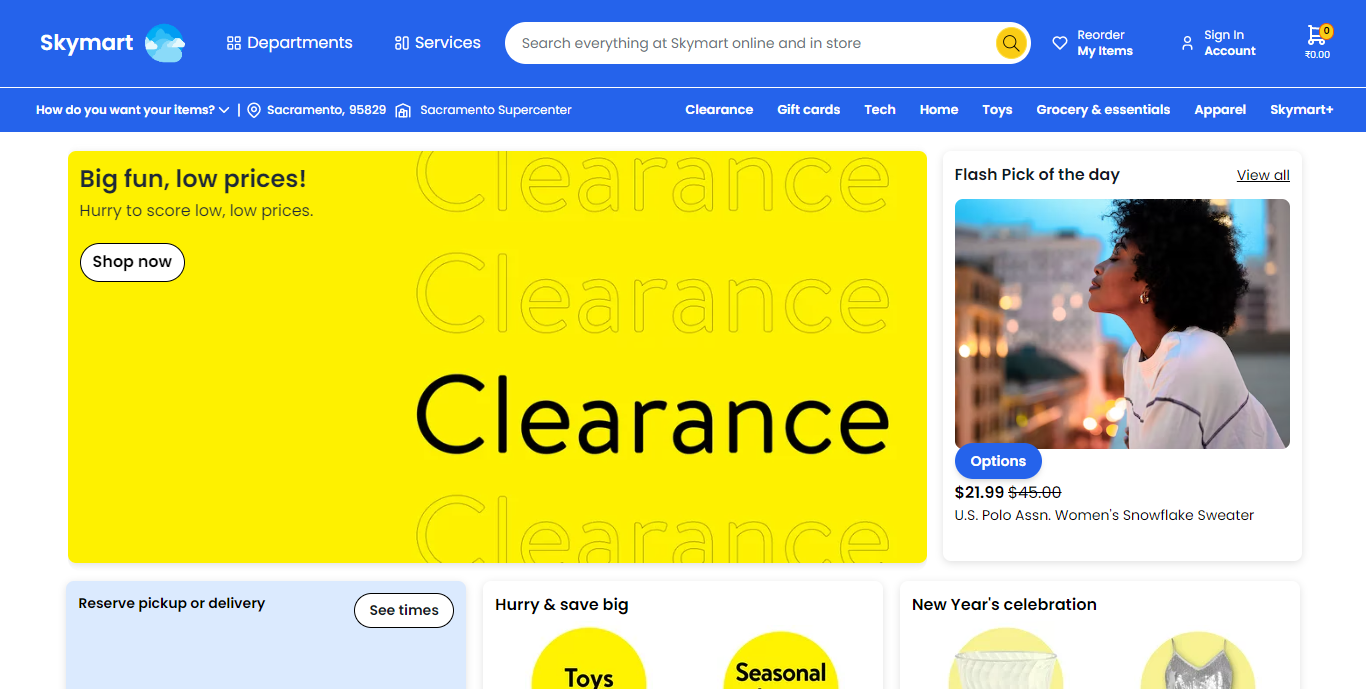 Skymart
Departments
Services
Search everything at Skymart online and in store
Reorder
My Items
Sign In
Account
0
₹0.00
How do you want your items?
|
Sacramento, 95829
Sacramento Supercenter
Clearance
Gift cards
Tech
Home
Toys
Grocery & essentials
Apparel
Skymart+
Big fun, low prices!
Hurry to score low, low prices.
Shop now
Clearance
Clearance
Clearance
Clearance
Flash Pick of the day
View all
Options
$21.99 $45.00
U.S. Polo Assn. Women's Snowflake Sweater
Reserve pickup or delivery
See times
Hurry & save big
Toys
Seasonal
New Year's celebration